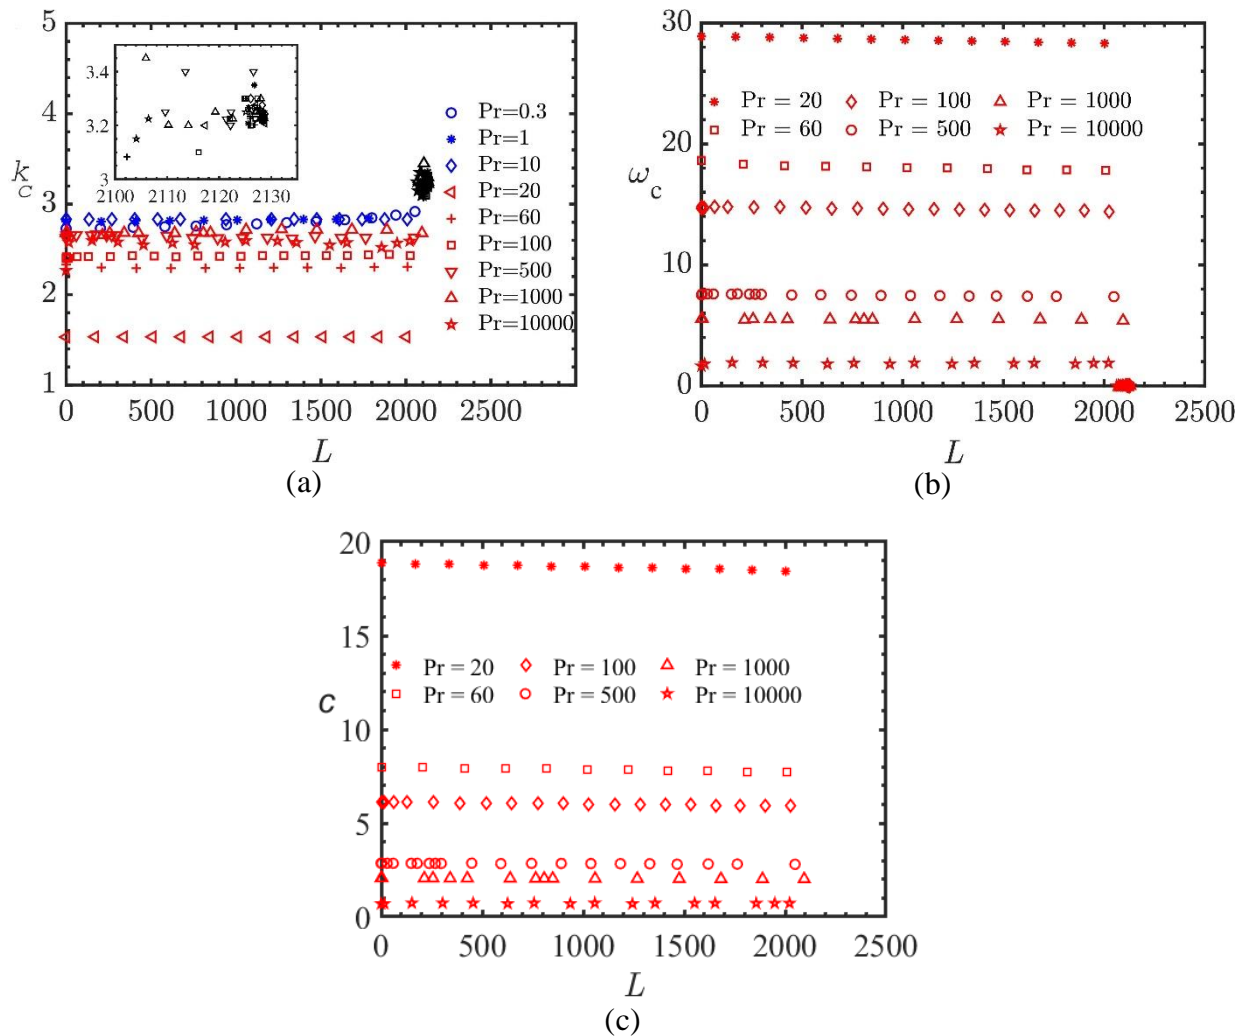 (a)
5
4
3
2
1
k
c
3.4
3.2
3
2100 2110 2120 2130
Pr=0.3
Pr=1
Pr=10
Pr=20
Pr=60
Pr=100
Pr=500
Pr=1000
Pr=10000
0 500 1000 1500 2000 2500
L
(a)
30
20
10
0
ωc
Pr = 20 Pr = 100 Pr = 1000
Pr = 60 Pr = 500 Pr = 10000
0 500 1000 1500 2000 2500
L
(b)
20
15
10
5
0
c
Pr = 20 Pr = 100 Pr = 1000
Pr = 60 Pr = 500 Pr = 10000
0 500 1000 1500 2000 2500
L
(c)